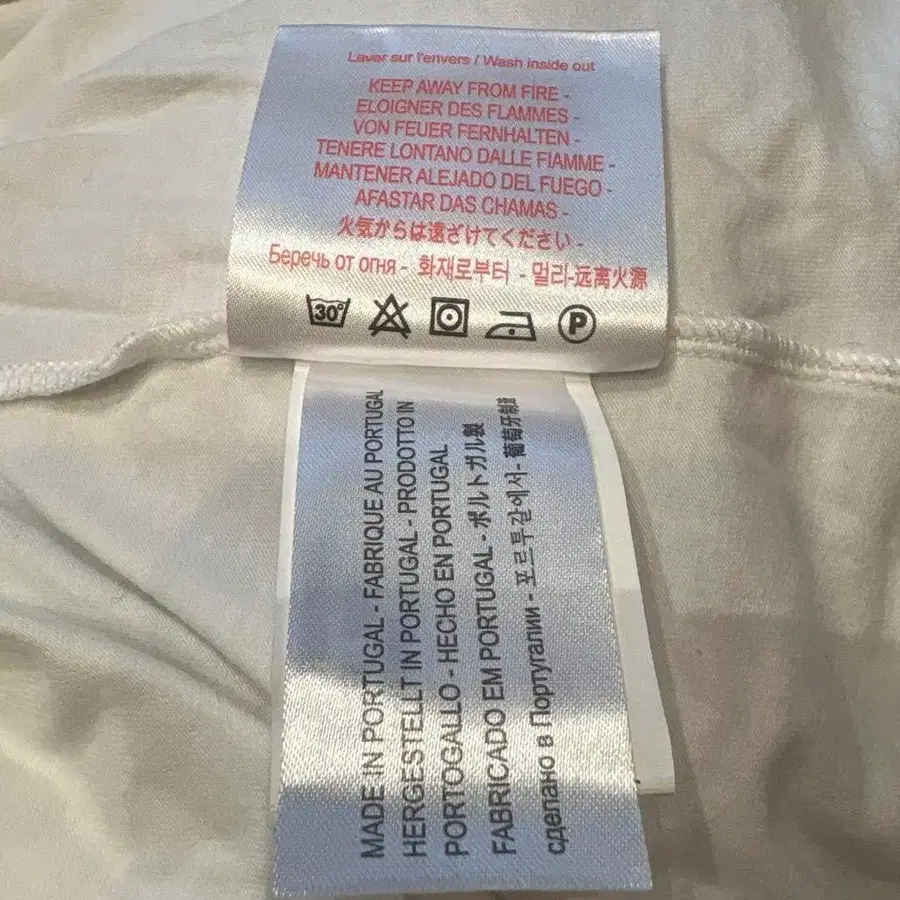 Laver sur l'envers / Wash inside out
KEEP AWAY FROM FIRE -
ELOIGNER DES FLAMMES -
VON FEUER FERNHALTEN -
TENERE LONTANO DALLE FIAMME -
MANTENER ALEJADO DEL FUEGO -
AFASTAR DAS CHAMAS -
火気からは遠ざけてください -
Беречь от огня - 화재로부터 - 멀리-远离火源
30°
P
MADE IN PORTUGAL - FABRIQUE AU PORTUGAL
HERGESTELLT IN PORTUGAL - PRODOTTO IN
PORTOGALLO - HECHO EN PORTUGAL
FABRICADO EM PORTUGAL - ポルトガル製
сделано в Португалии - 포르투갈에서- 葡萄牙制造